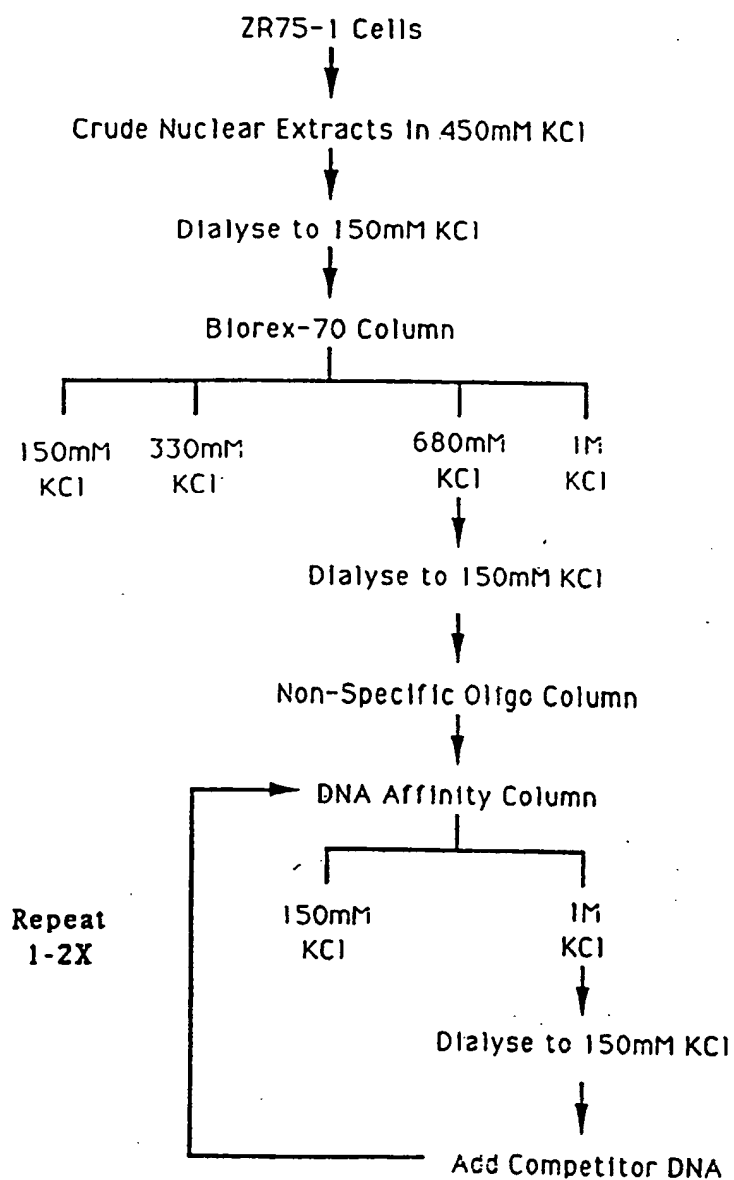 ZR75-1 Cells
Crude Nuclear Extracts in 450mM KCl
Dialyse to 150mM KCl
Biorex-70 Column
150mM 330mM 680mM 1M
KCl KCl KCl KCl
Dialyse to 150mM KCl
Non-Specific Oligo Column
DNA Affinity Column
150mM 1M
KCl KCl
Repeat
1-2X
Dialyse to 150mM KCl
Add Competitor DNA